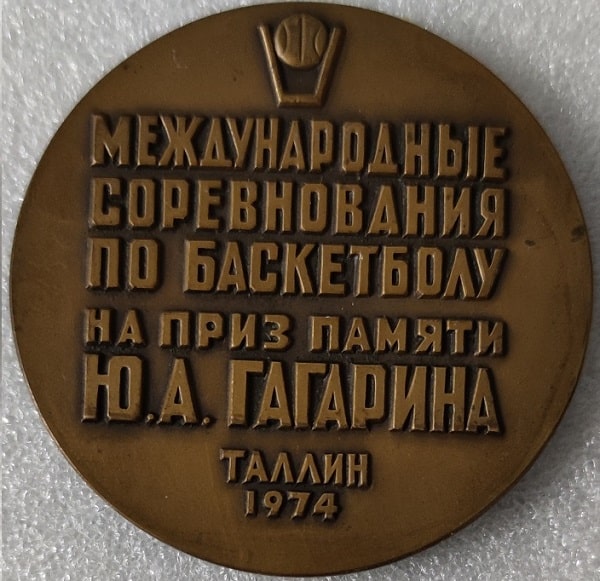 МЕЖДУНАРОДНЫЕ
СОРЕВНОВАНИЯ
ПО БАСКЕТБОЛУ
НА ПРИЗ ПАМЯТИ
Ю.А. ГАГАРИНА
ТАЛЛИН
1974